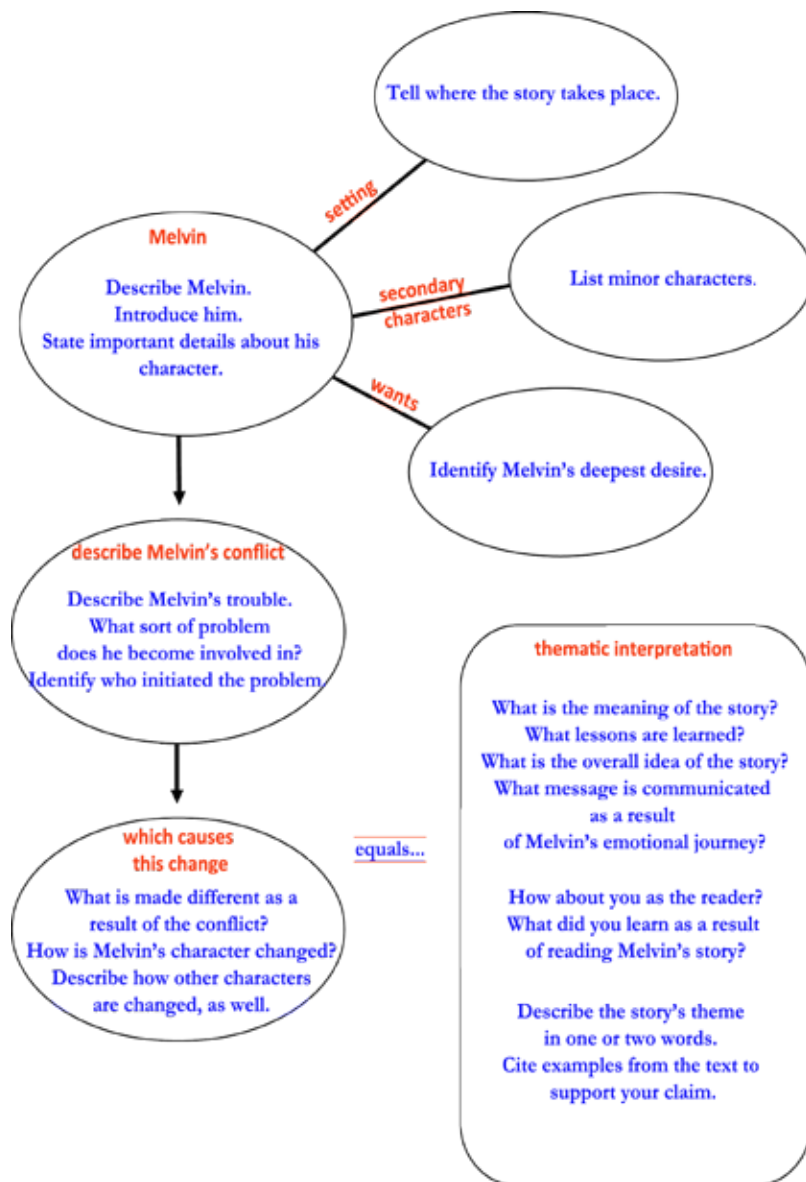 Tell where the story takes place.
setting
Melvin
Describe Melvin.
Introduce him.
State important details about his
character.
secondary
characters
List minor characters.
wants
Identify Melvin's deepest desire.
describe Melvin's conflict
Describe Melvin's trouble.
What sort of problem
does he become involved in?
Identify who initiated the problem
which causes
this change
What is made different as a
result of the conflict?
How is Melvin's character changed?
Describe how other characters
are changed, as well.
equals...
thematic interpretation
What is the meaning of the story?
What lessons are learned?
What is the overall idea of the story?
What message is communicated
as a result
of Melvin's emotional journey?
How about you as the reader?
What did you learn as a result
of reading Melvin's story?
Describe the story's theme
in one or two words.
Cite examples from the text to
support your claim.